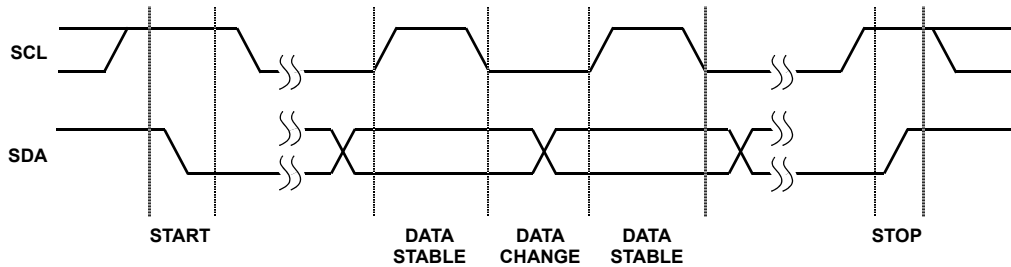 SCL
SDA
START
DATA STABLE
DATA CHANGE
DATA STABLE
STOP